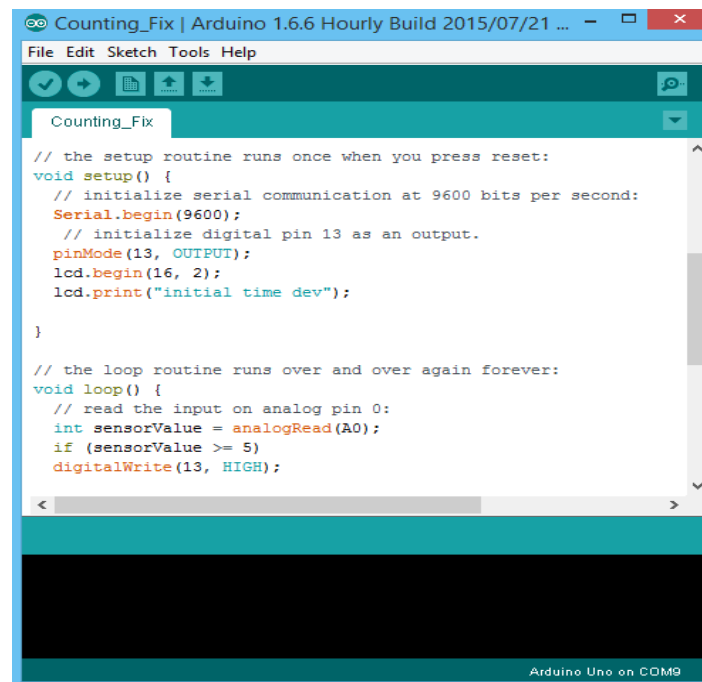 Counting_Fix | Arduino 1.6.6 Hourly Build 2015/07/21 ...
File Edit Sketch Tools Help
Counting_Fix
// the setup routine runs once when you press reset:
void setup() {
  // initialize serial communication at 9600 bits per second:
  Serial.begin(9600);
   // initialize digital pin 13 as an output.
  pinMode(13, OUTPUT);
  lcd.begin(16, 2);
  lcd.print("initial time dev");
}
// the loop routine runs over and over again forever:
void loop() {
  // read the input on analog pin 0:
  int sensorValue = analogRead(A0);
  if (sensorValue >= 5)
  digitalWrite(13, HIGH);
Arduino Uno on COM9